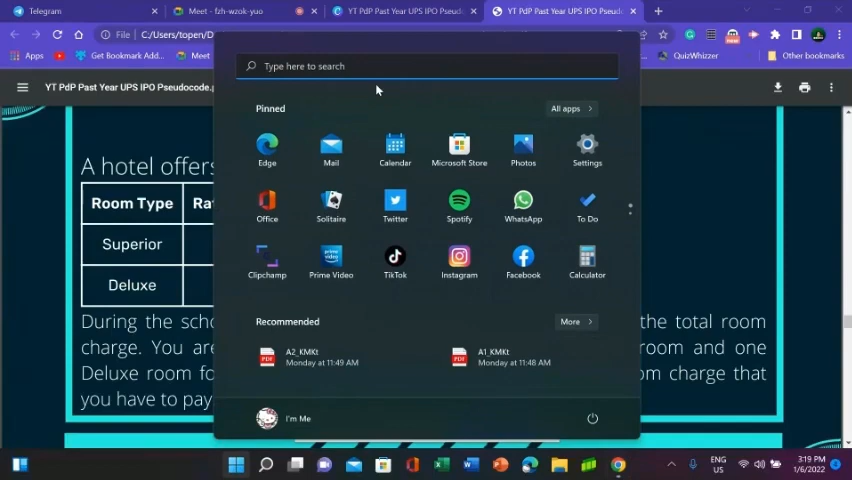 Telegram
Meet - fzh-wzok-yuo
YT PdP Past Year UPS IPO Pseudo
YT PdP Past Year UPS IPO Pseudo
File
C:/Users/topen/D
Apps
Get Bookmark Add...
Meet -
QuizWhizzer
Other bookmarks
YT PdP Past Year UPS IPO Pseudocode.p
Type here to search
Pinned
All apps
Edge
Mail
Calendar
Microsoft Store
Photos
Settings
Office
Solitaire
Twitter
Spotify
WhatsApp
To Do
Clipchamp
Prime Video
TikTok
Instagram
Facebook
Calculator
Recommended
More
A2_KMKt
Monday at 11:49 AM
A1_KMKt
Monday at 11:48 AM
I'm Me
A hotel offers
Room Type
Ra
Superior
Deluxe
During the scho
the total room
charge. You are
room and one
Deluxe room fo
om charge that
you have to pay
ENG
US
3:19 PM
1/6/2022